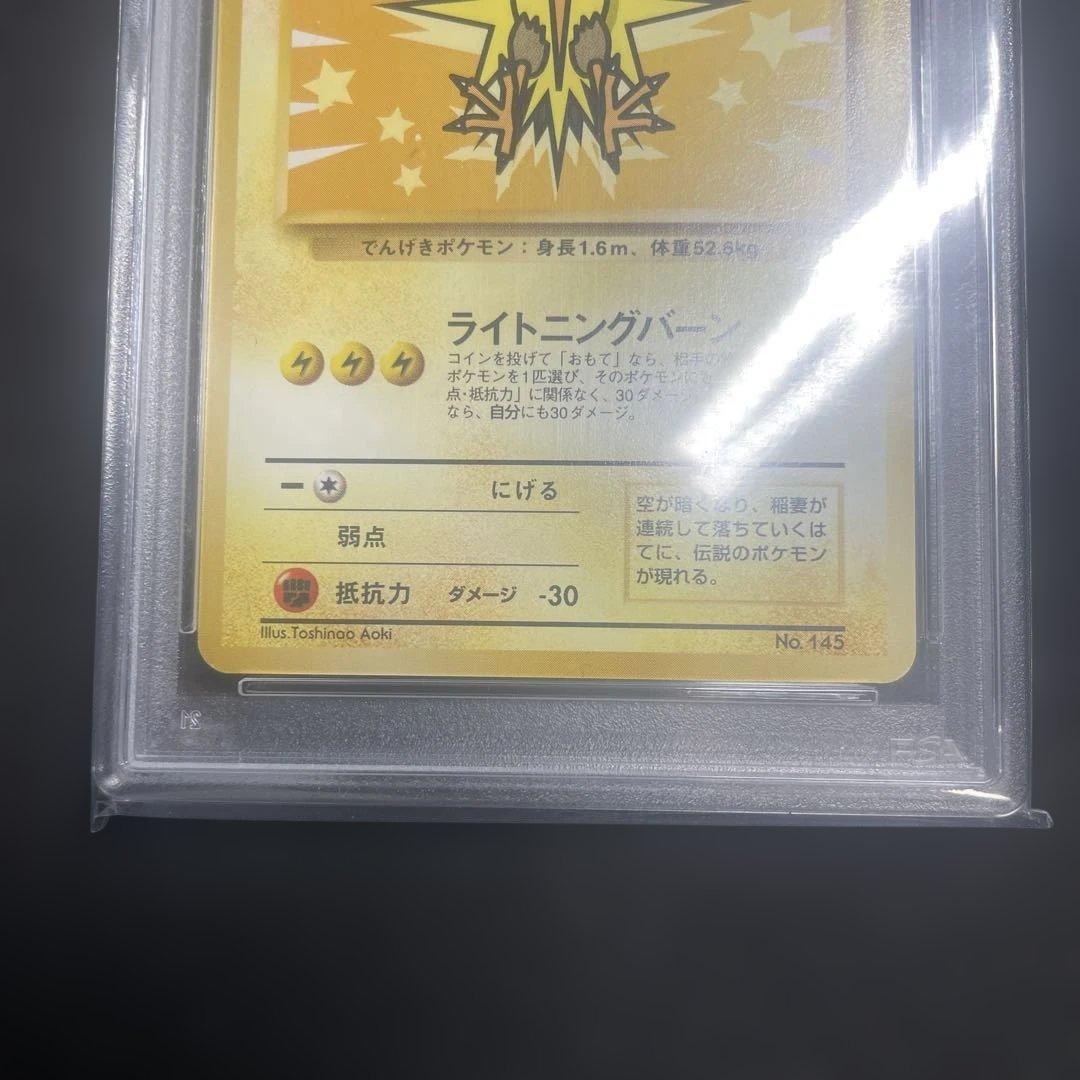 でんげきポケモン：身長1.6m、体重52.6kg
ライトニングバーン
コインを投げて「おもて」なら、相手の
ポケモンを1匹選び、そのポケモンに
点・抵抗力」に関係なく、30ダメージ
なら、自分にも30ダメージ。
ー
にげる
弱点
抵抗力 ダメージ -30
空が暗くなり、稲妻が
連続して落ちていくは
てに、伝説のポケモン
が現れる。
Illus.Toshinao Aoki
No. 145
21